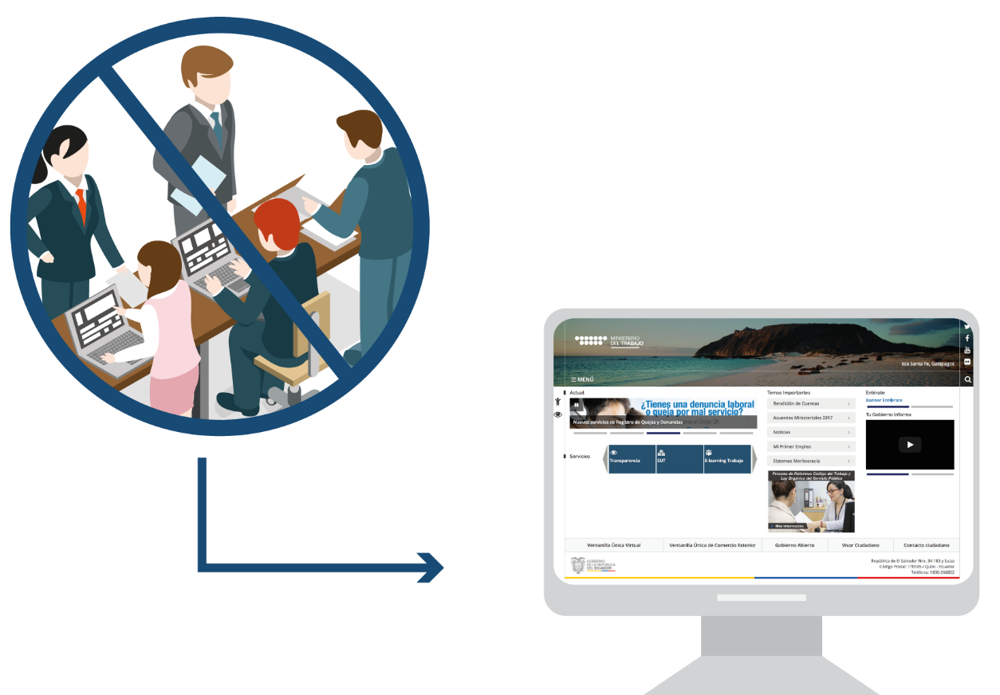 MINISTERIO
DEL TRABAJO
Isla Santa Fe, Galápagos
MENÚ
Actual
¿Tienes una denuncia laboral
o queja por mal servicio?
Nuevos servicios de Registro de Quejas y Denuncias
Servicios
Transparencia
SUT
E-learning Trabajo
Temas Importantes
Rendición de Cuentas
Acuerdos Ministeriales 2017
Noticias
Mi Primer Empleo
Sistemas Meritocracia
Proceso de Reformas Código del Trabajo y
Ley Orgánica del Servicio Público
Más información
Entérate
Banner Ent�rate
Tu Gobierno Informa
Ventanilla Única Virtual
Ventanilla Única de Comercio Exterior
Gobierno Abierto
Visor Ciudadano
Contacto ciudadano
GOBIERNO
DE LA REPÚBLICA
DEL ECUADOR
República de El Salvador Nro. 34-183 y Suiza
Código Postal: 170505 / Quito - Ecuador
Teléfono: 1800-266822